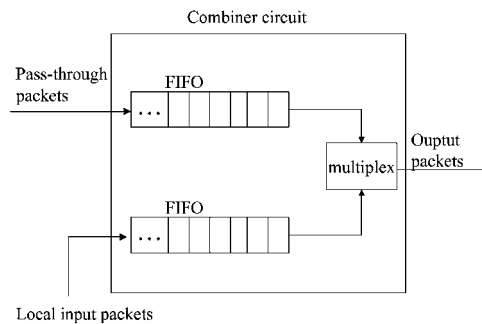 Combiner circuit
Pass-through
packets
FIFO
...
multiplex
Ouptut
packets
FIFO
...
Local input packets